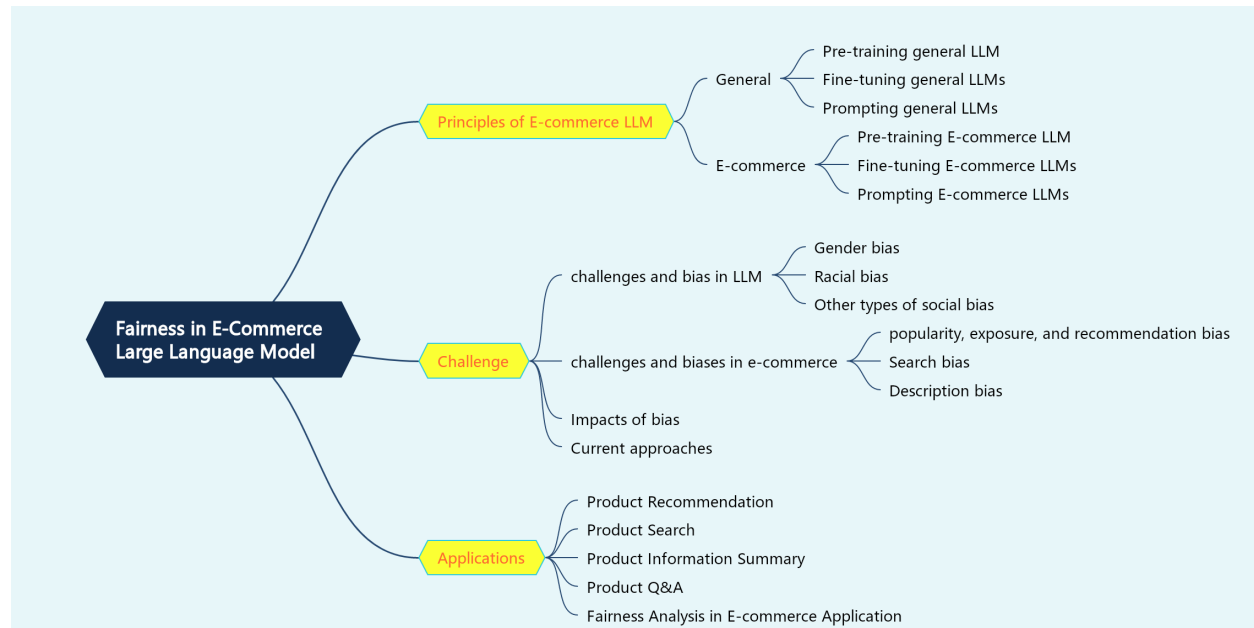 Fairness in E-Commerce
Large Language Model
Principles of E-commerce LLM
General
Pre-training general LLM
Fine-tuning general LLMs
Prompting general LLMs
E-commerce
Pre-training E-commerce LLM
Fine-tuning E-commerce LLMs
Prompting E-commerce LLMs
Challenge
challenges and bias in LLM
Gender bias
Racial bias
Other types of social bias
challenges and biases in e-commerce
popularity, exposure, and recommendation bias
Search bias
Description bias
Impacts of bias
Current approaches
Applications
Product Recommendation
Product Search
Product Information Summary
Product Q&A
Fairness Analysis in E-commerce Application